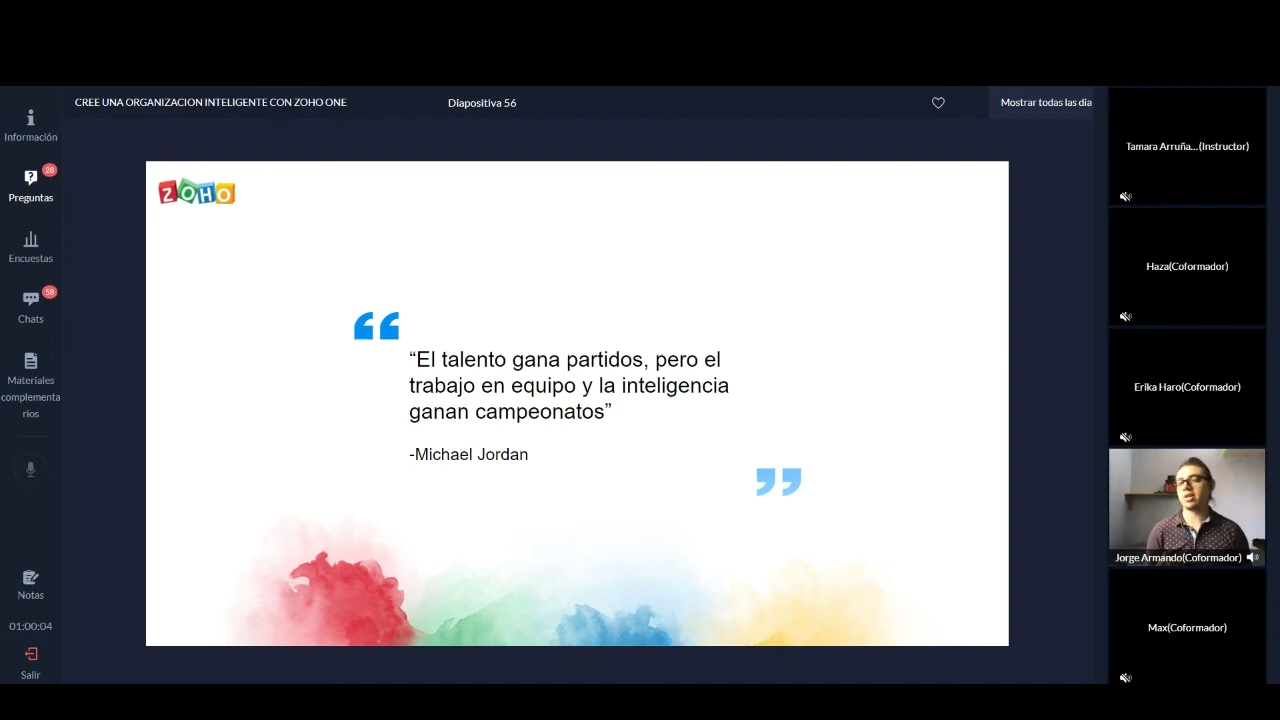 CREE UNA ORGANIZACION INTELIGENTE CON ZOHO ONE
Diapositiva 56
Mostrar todas las dia
Información
28
Preguntas
Encuestas
58
Chats
Materiales
complementa
rios
Notas
01:00:04
Salir
ZOHO
“El talento gana partidos, pero el
trabajo en equipo y la inteligencia
ganan campeonatos”
-Michael Jordan
Tamara Arruña...(Instructor)
Haza(Coformador)
Erika Haro(Coformador)
Jorge Armando(Coformador)
Max(Coformador)